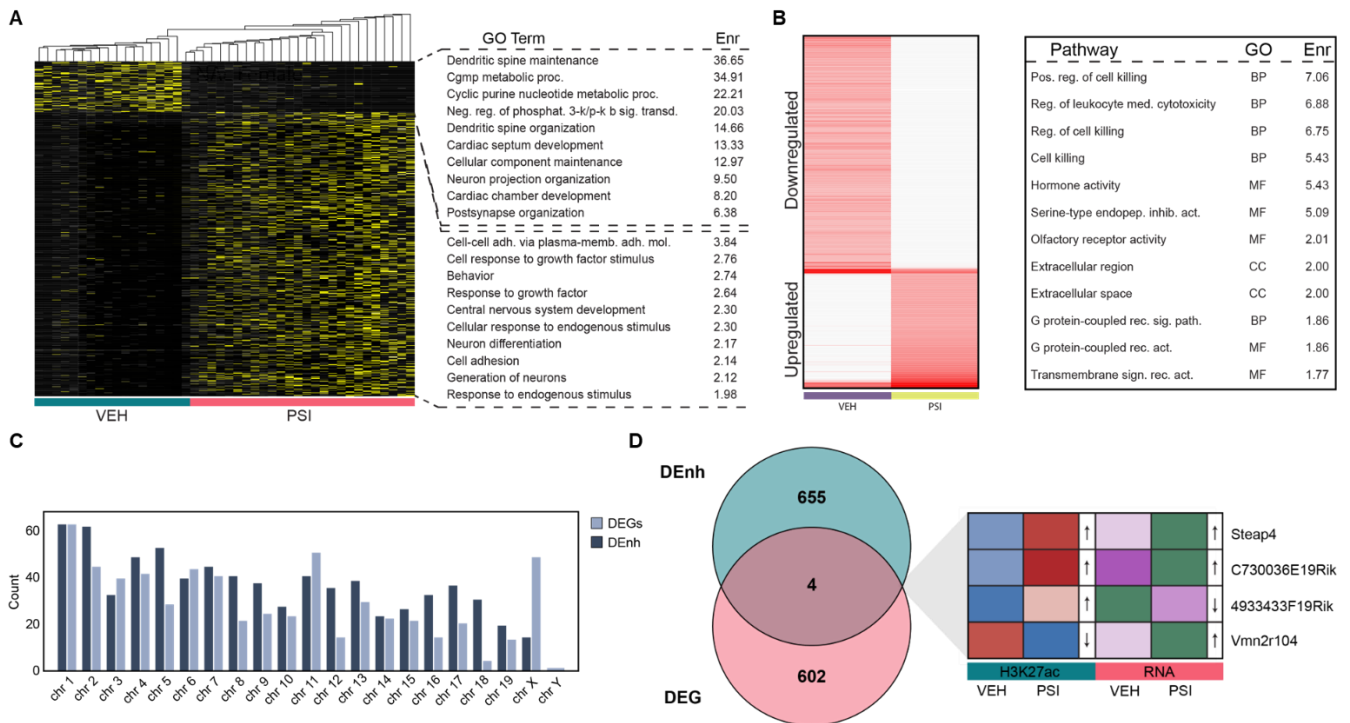 A
GO Term Enr
Dendritic spine maintenance 36.65
Cgmp metabolic proc. 34.91
Cyclic purine nucleotide metabolic proc. 22.21
Neg. reg. of phosphat. 3-k/p-k b sig. transd. 20.03
Dendritic spine organization 14.66
Cardiac septum development 13.33
Cellular component maintenance 12.97
Neuron projection organization 9.50
Cardiac chamber development 8.20
Postsynapse organization 6.38
Cell-cell adh. via plasma-memb. adh. mol. 3.84
Cell response to growth factor stimulus 2.76
Behavior 2.74
Response to growth factor 2.64
Central nervous system development 2.30
Cellular response to endogenous stimulus 2.30
Neuron differentiation 2.17
Cell adhesion 2.14
Generation of neurons 2.12
Response to endogenous stimulus 1.98
VEH PSI
B
Downregulated
Upregulated
VEH PSI
Pathway GO Enr
Pos. reg. of cell killing BP 7.06
Reg. of leukocyte med. cytotoxicity BP 6.88
Reg. of cell killing BP 6.75
Cell killing BP 5.43
Hormone activity MF 5.43
Serine-type endopep. inhib. act. MF 5.09
Olfactory receptor activity MF 2.01
Extracellular region CC 2.00
Extracellular space CC 2.00
G protein-coupled rec. sig. path. BP 1.86
G protein-coupled rec. act. MF 1.86
Transmembrane sign. rec. act. MF 1.77
C
Count
60
40
20
0
DEGs
DEnh
chr 1 chr 2 chr 3 chr 4 chr 5 chr 6 chr 7 chr 8 chr 9 chr 10 chr 11 chr 12 chr 13 chr 14 chr 15 chr 16 chr 17 chr 18 chr 19 chr X chr Y
D
DEnh
655
4
602
DEG
↑ ↑ Steap4
↑ ↑ C730036E19Rik
↑ ↓ 4933433F19Rik
↓ ↑ Vmn2r104
H3K27ac RNA
VEH PSI VEH PSI